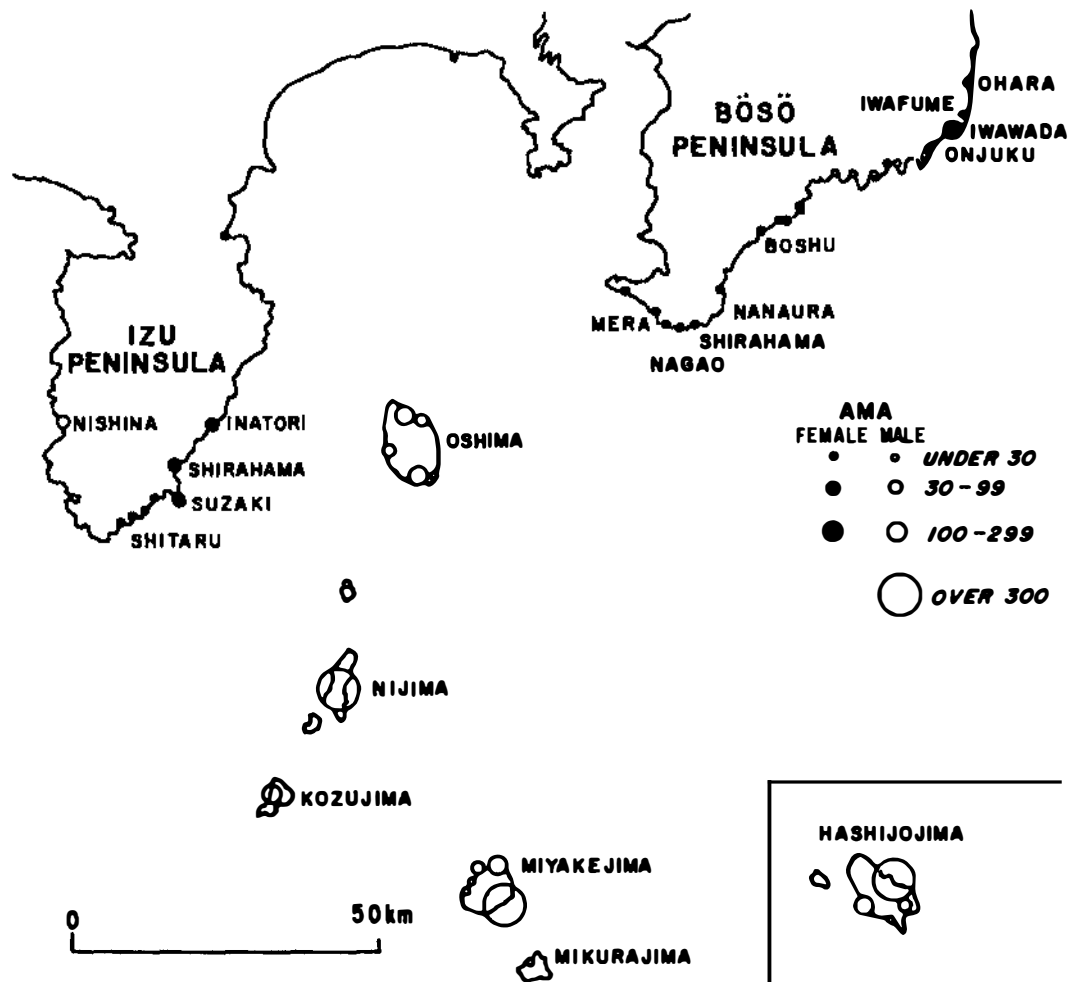 BÖSÖ
PENINSULA
IWAFUME
OHARA
IWAWADA
ONJUKU
BOSHU
NANAURA
MERA
SHIRAHAMA
NAGAO
IZU
PENINSULA
NISHINA
INATORI
SHIRAHAMA
SUZAKI
SHITARU
OSHIMA
AMA
FEMALE MALE
UNDER 30
30-99
100-299
OVER 300
NIJIMA
KOZUJIMA
MIYAKEJIMA
MIKURAJIMA
HASHIJOJIMA
0 50km